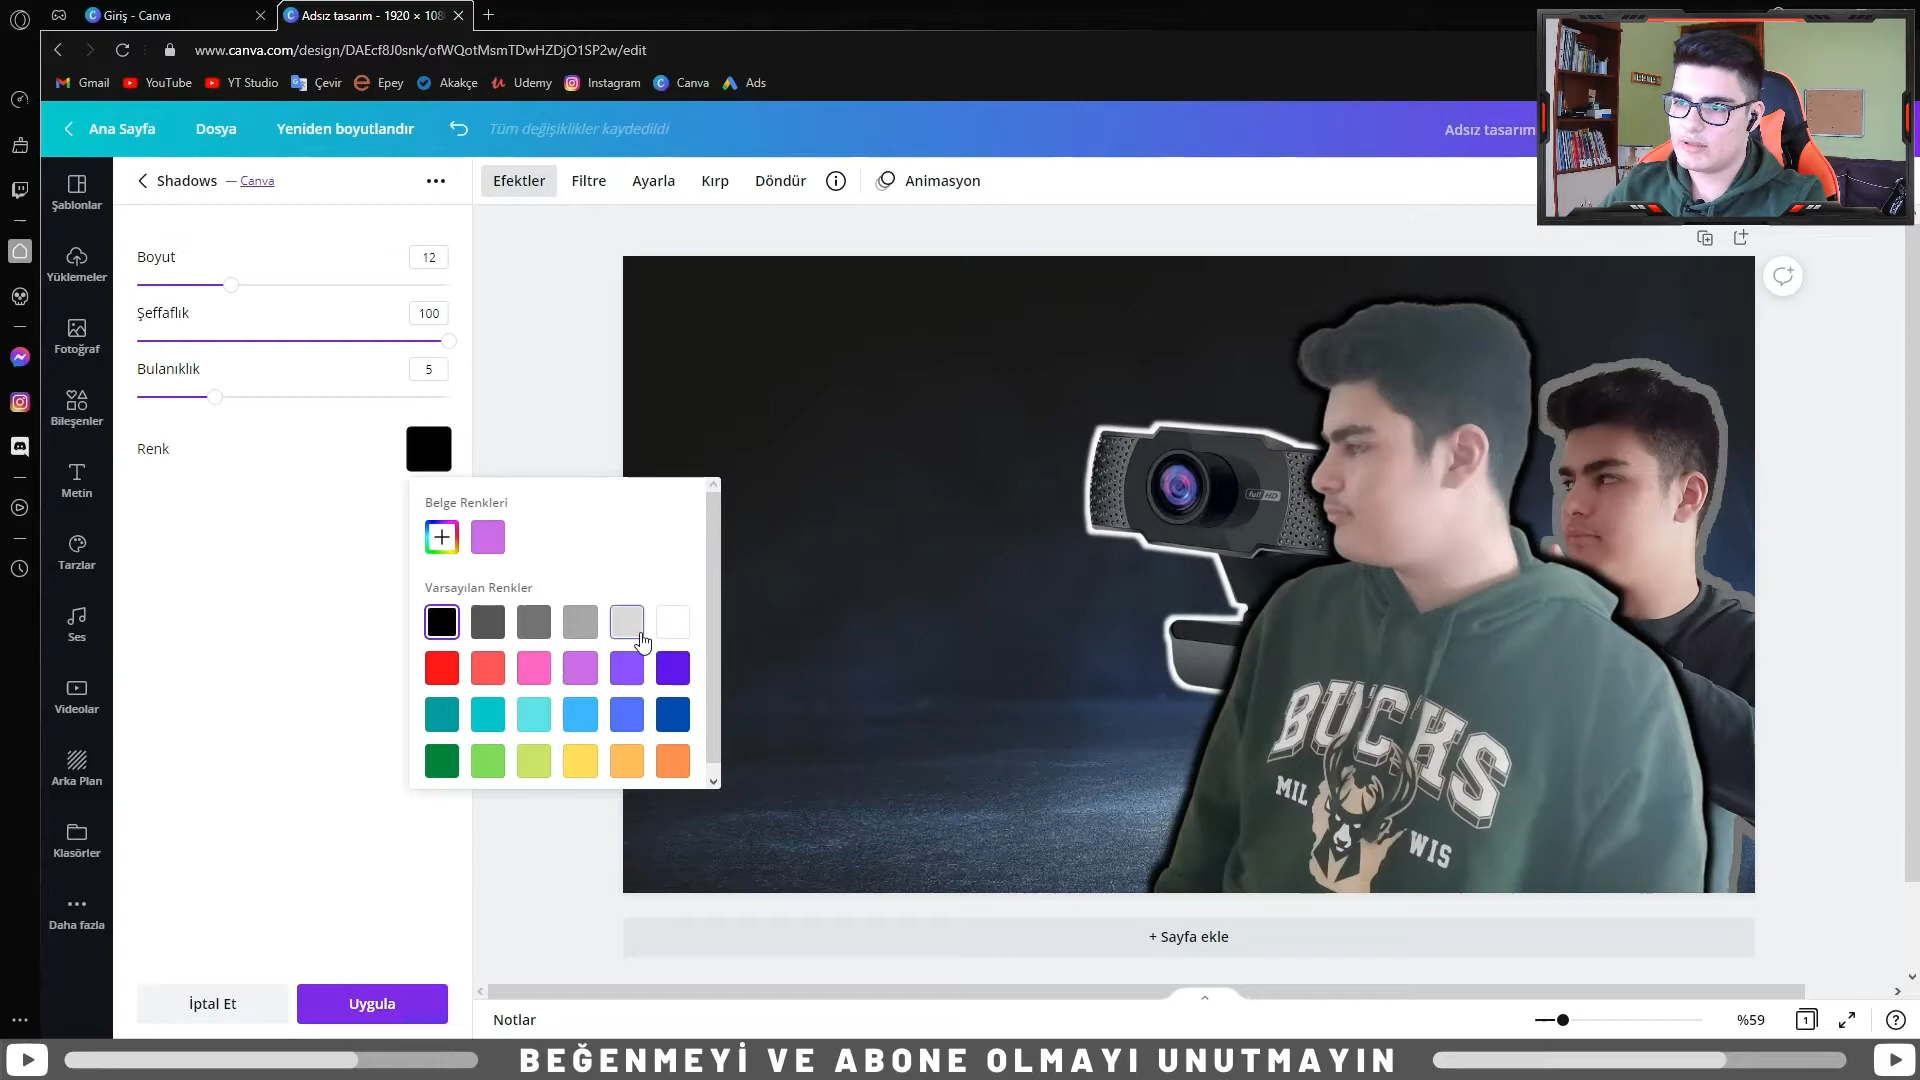 Giriş - Canva
Adsız tasarım - 1920 × 108
www.canva.com/design/DAEcf8J0snk/ofWQotMsmTDwHZDjO1SP2w/edit
Gmail YouTube YT Studio Çevir Epey Akakçe Udemy Instagram Canva Ads
Ana Sayfa Dosya Yeniden boyutlandır Tüm değişiklikler kaydedildi Adsız tasarım
Shadows — Canva
Efektler Filtre Ayarla Kırp Döndür Animasyon
Şablonlar
Yüklemeler
Fotoğraf
Bileşenler
Metin
Tarzlar
Ses
Videolar
Arka Plan
Klasörler
Daha fazla
Boyut 12
Şeffaflık 100
Bulanıklık 5
Renk
Belge Renkleri
Varsayılan Renkler
full HD
BUCKS
MIL WIS
+ Sayfa ekle
İptal Et Uygula
Notlar
%59
1
BEĞENMEYİ VE ABONE OLMAYI UNUTMAYIN